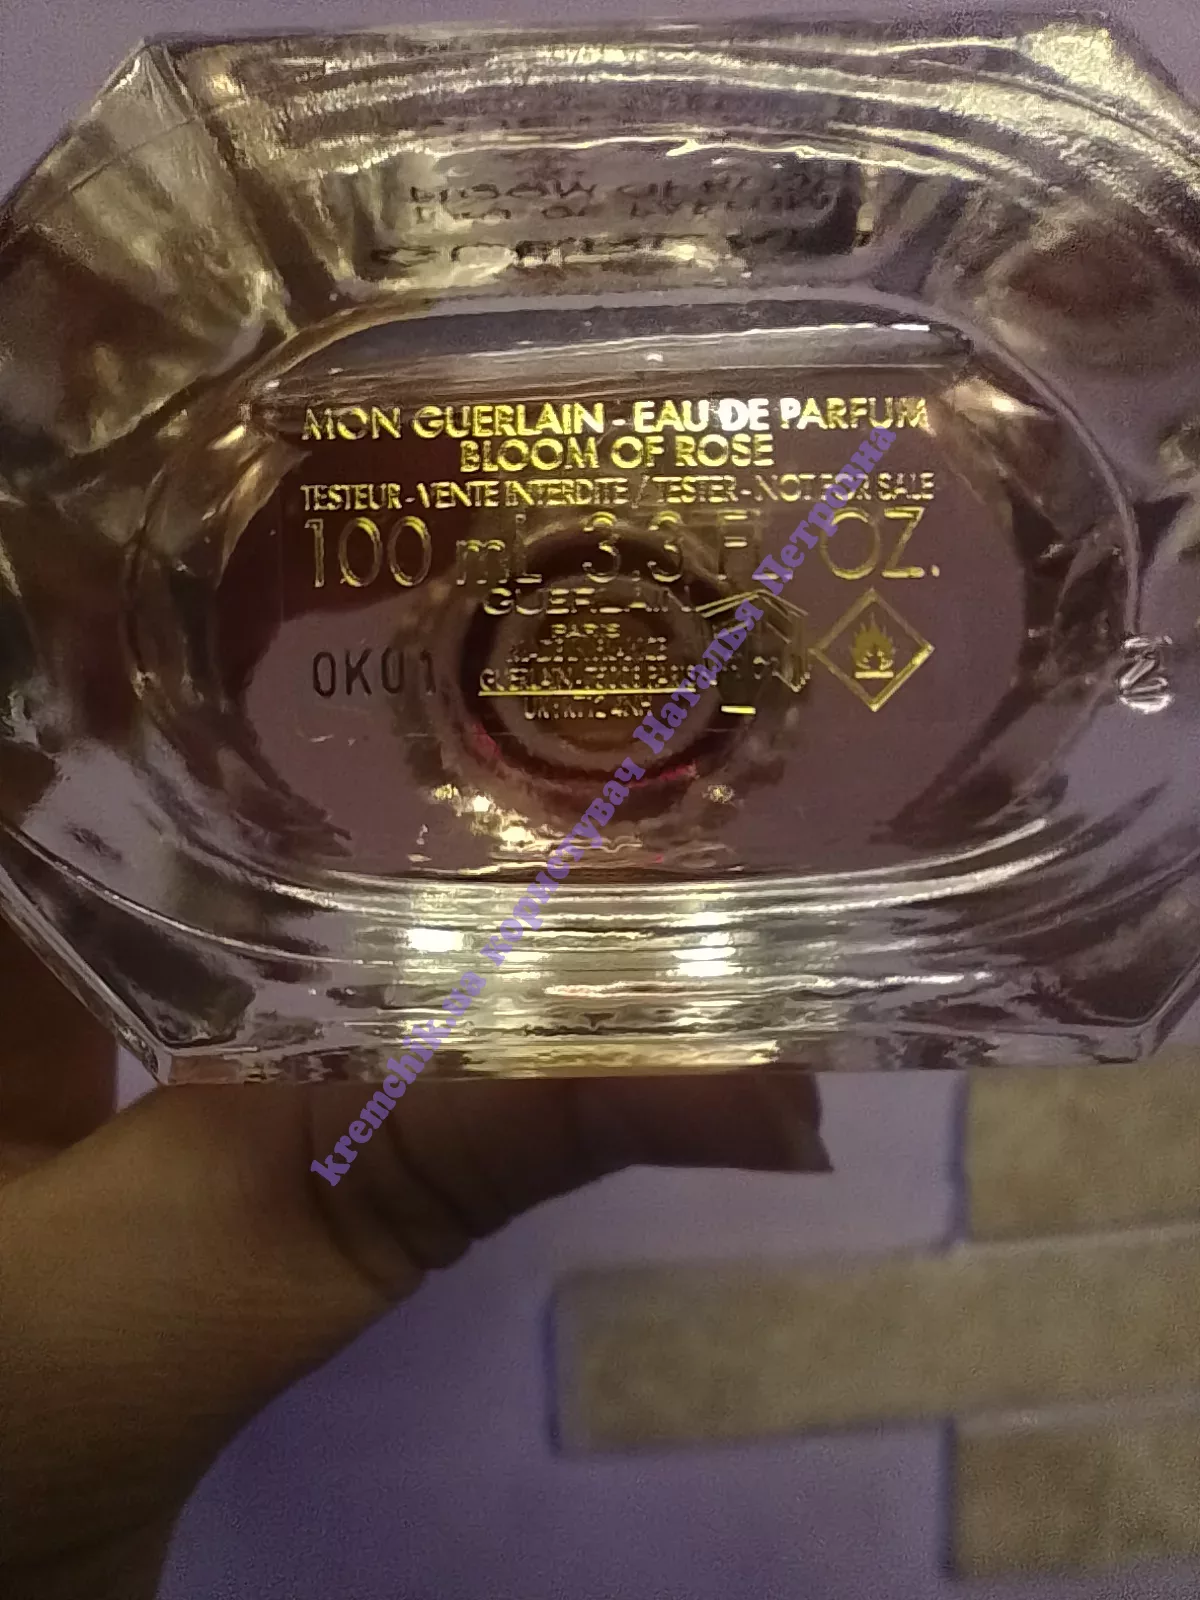 MON GUERLAIN - EAU DE PARFUM
BLOOM OF ROSE
TESTEUR - VENTE INTERDITE / TESTER - NOT FOR SALE
100 mL 3.3 Fl. OZ.
GUERLAIN
PARIS
0K01
kremchik.ua користувач Наталья Петровна